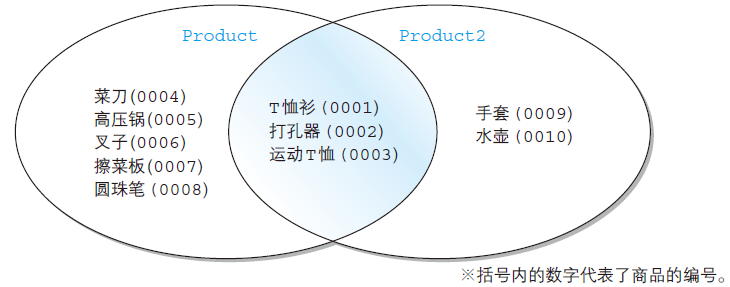 Product
Product2
菜刀(0004)
高压锅(0005)
叉子(0006)
擦菜板(0007)
圆珠笔(0008)
T恤衫(0001)
打孔器(0002)
运动T恤(0003)
手套(0009)
水壶(0010)
※括号内的数字代表了商品的编号。